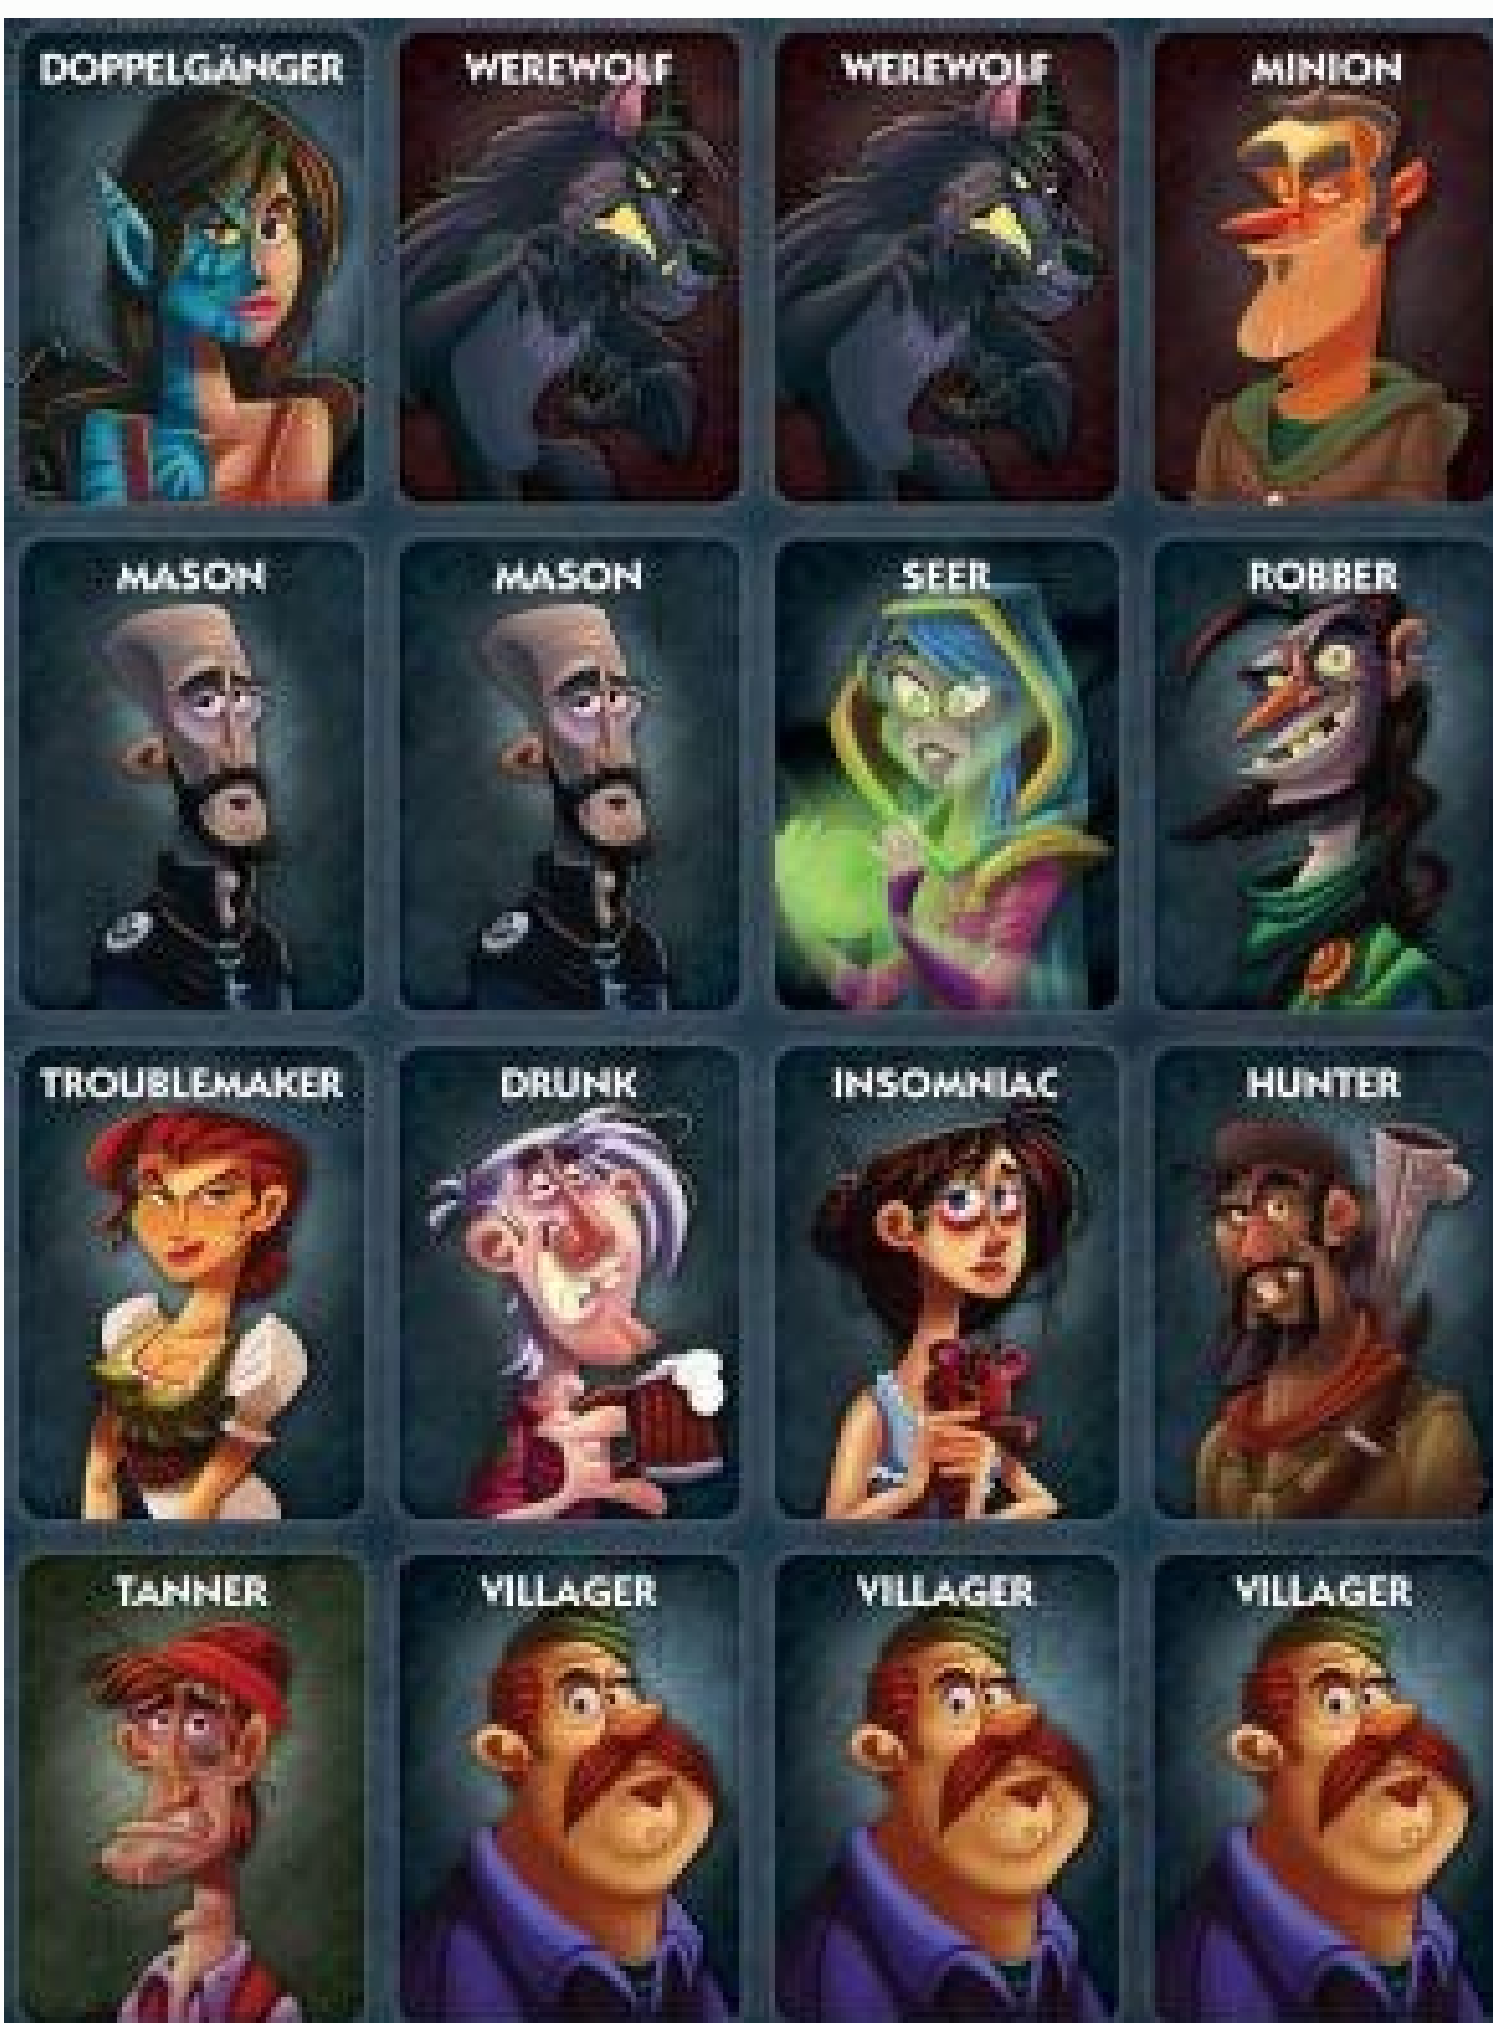 DOPPELGÄNGER
WEREWOLF
WEREWOLF
MINION
MASON
MASON
SEER
ROBBER
TROUBLEMAKER
DRUNK
INSOMNIAC
HUNTER
TANNER
VILLAGER
VILLAGER
VILLAGER